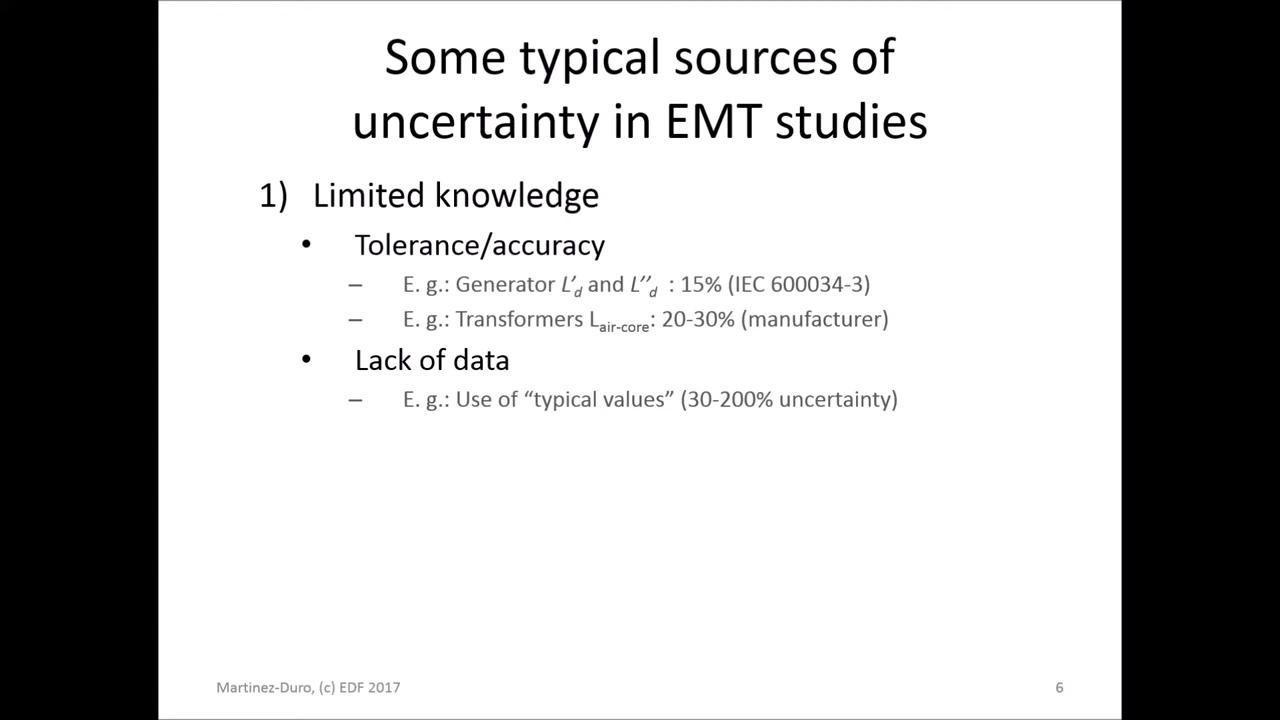 Some typical sources of
uncertainty in EMT studies
1) Limited knowledge
• Tolerance/accuracy
– E. g.: Generator L'd and L''d : 15% (IEC 600034-3)
– E. g.: Transformers Lair-core: 20-30% (manufacturer)
• Lack of data
– E. g.: Use of “typical values” (30-200% uncertainty)
Martinez-Duro, (c) EDF 2017
6